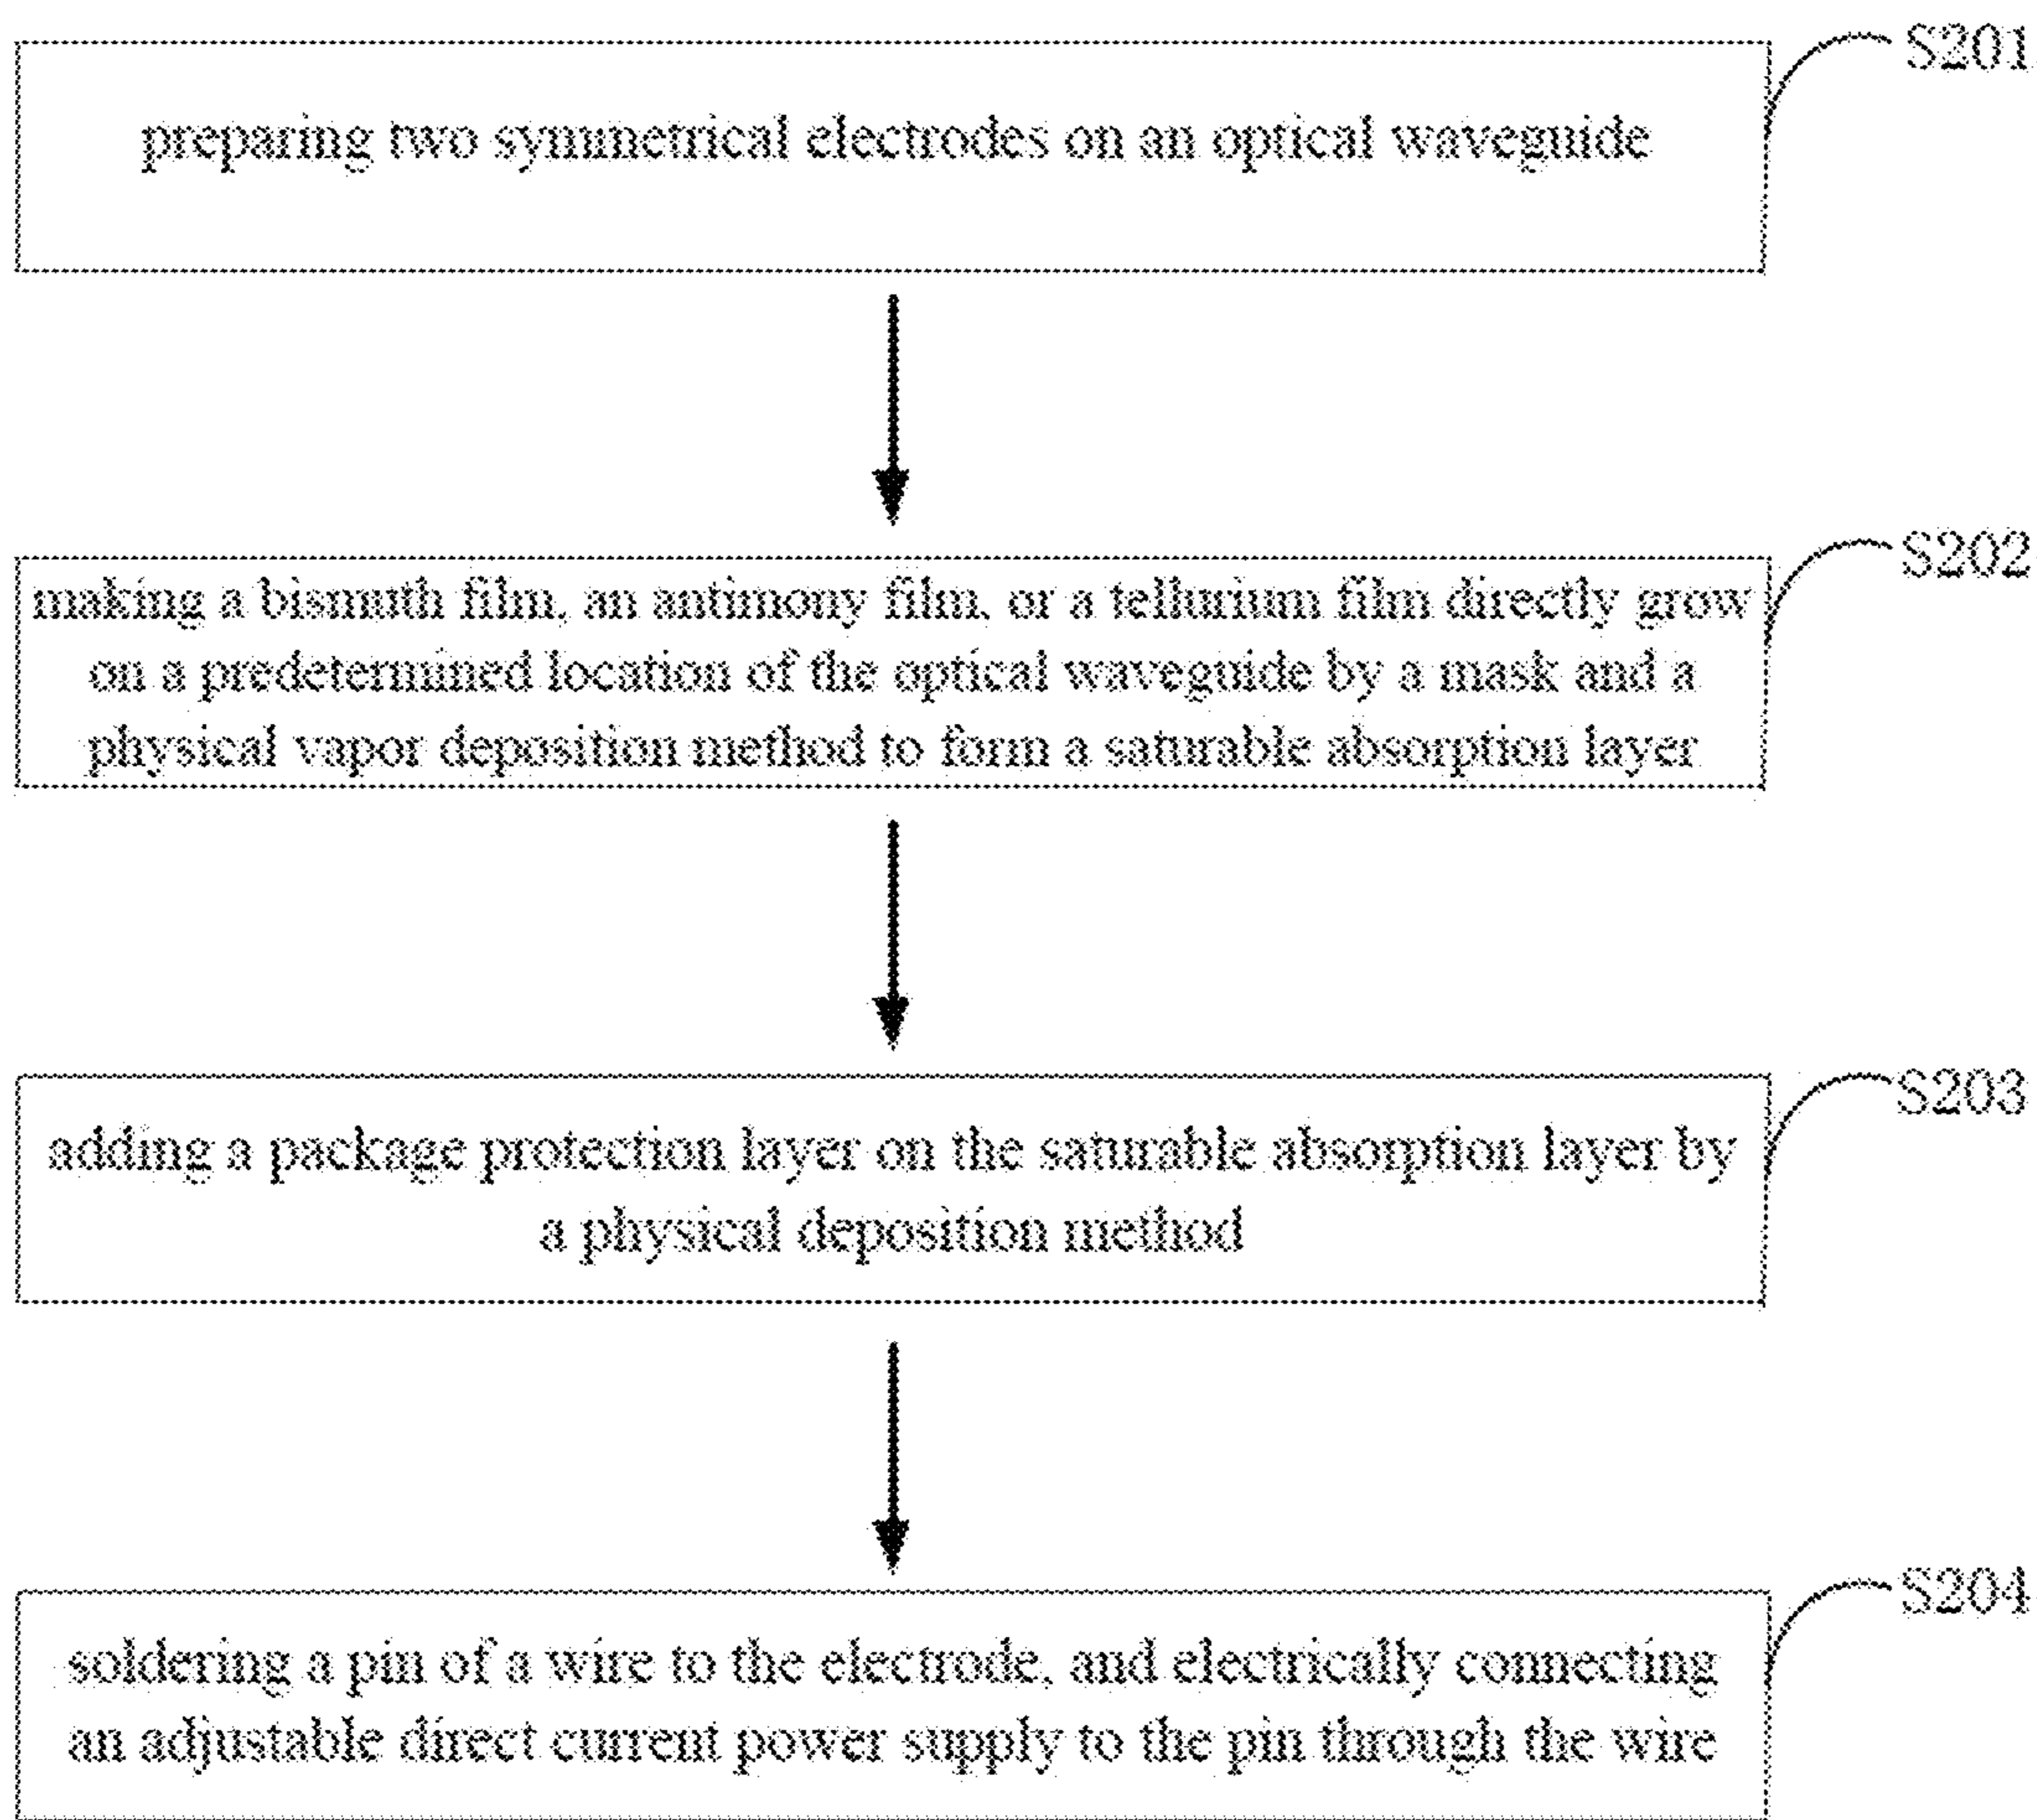 S201
preparing two symmetrical electrodes on an optical waveguide
S202
making a bismuth film, an antimony film, or a tellurium film directly grow
on a predetermined location of the optical waveguide by a mask and a
physical vapor deposition method to form a saturable absorption layer
S203
adding a package protection layer on the saturable absorption layer by
a physical deposition method
S204
soldering a pin of a wire to the electrode, and electrically connecting
an adjustable direct current power supply to the pin through the wire